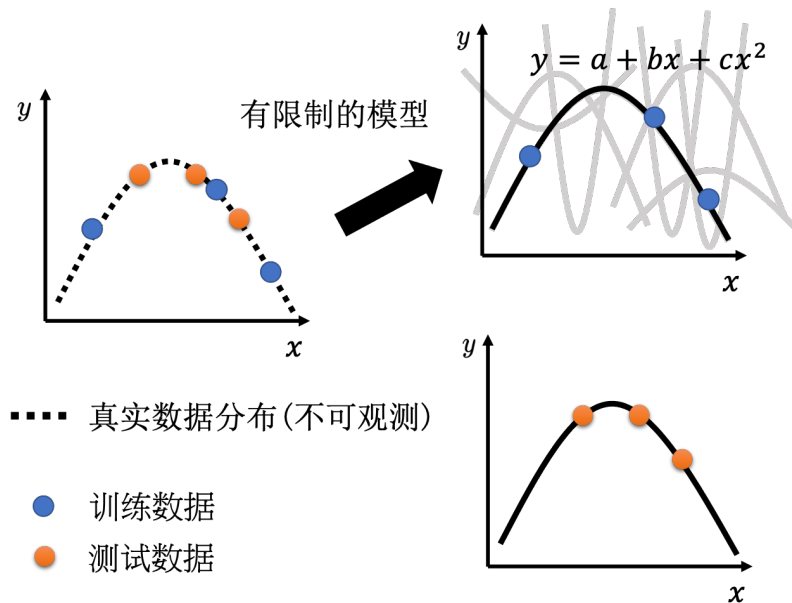 y
y = a + bx + cx²
有限制的模型
y
x
x
y
真实数据分布(不可观测)
训练数据
测试数据
x